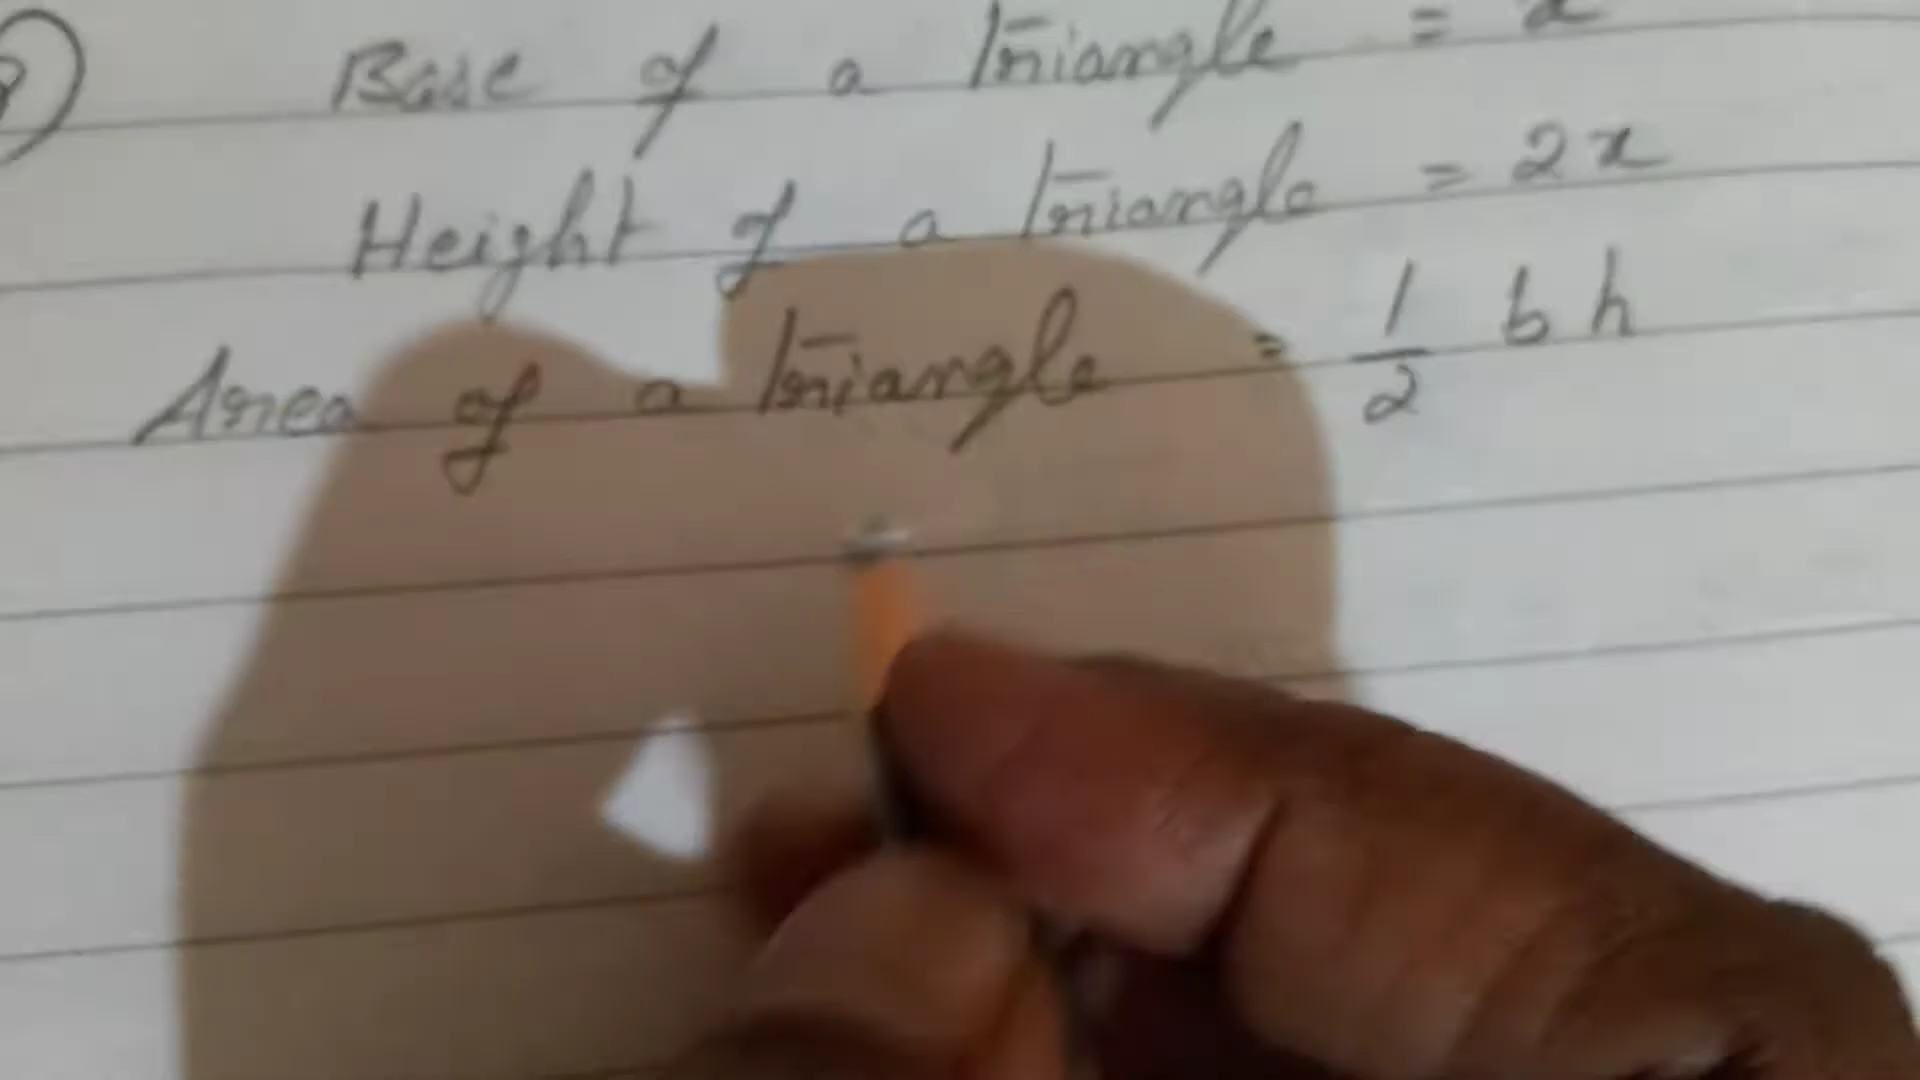 Base of a triangle = x
Height of a triangle = 2x
Area of a triangle = 1/2 b h